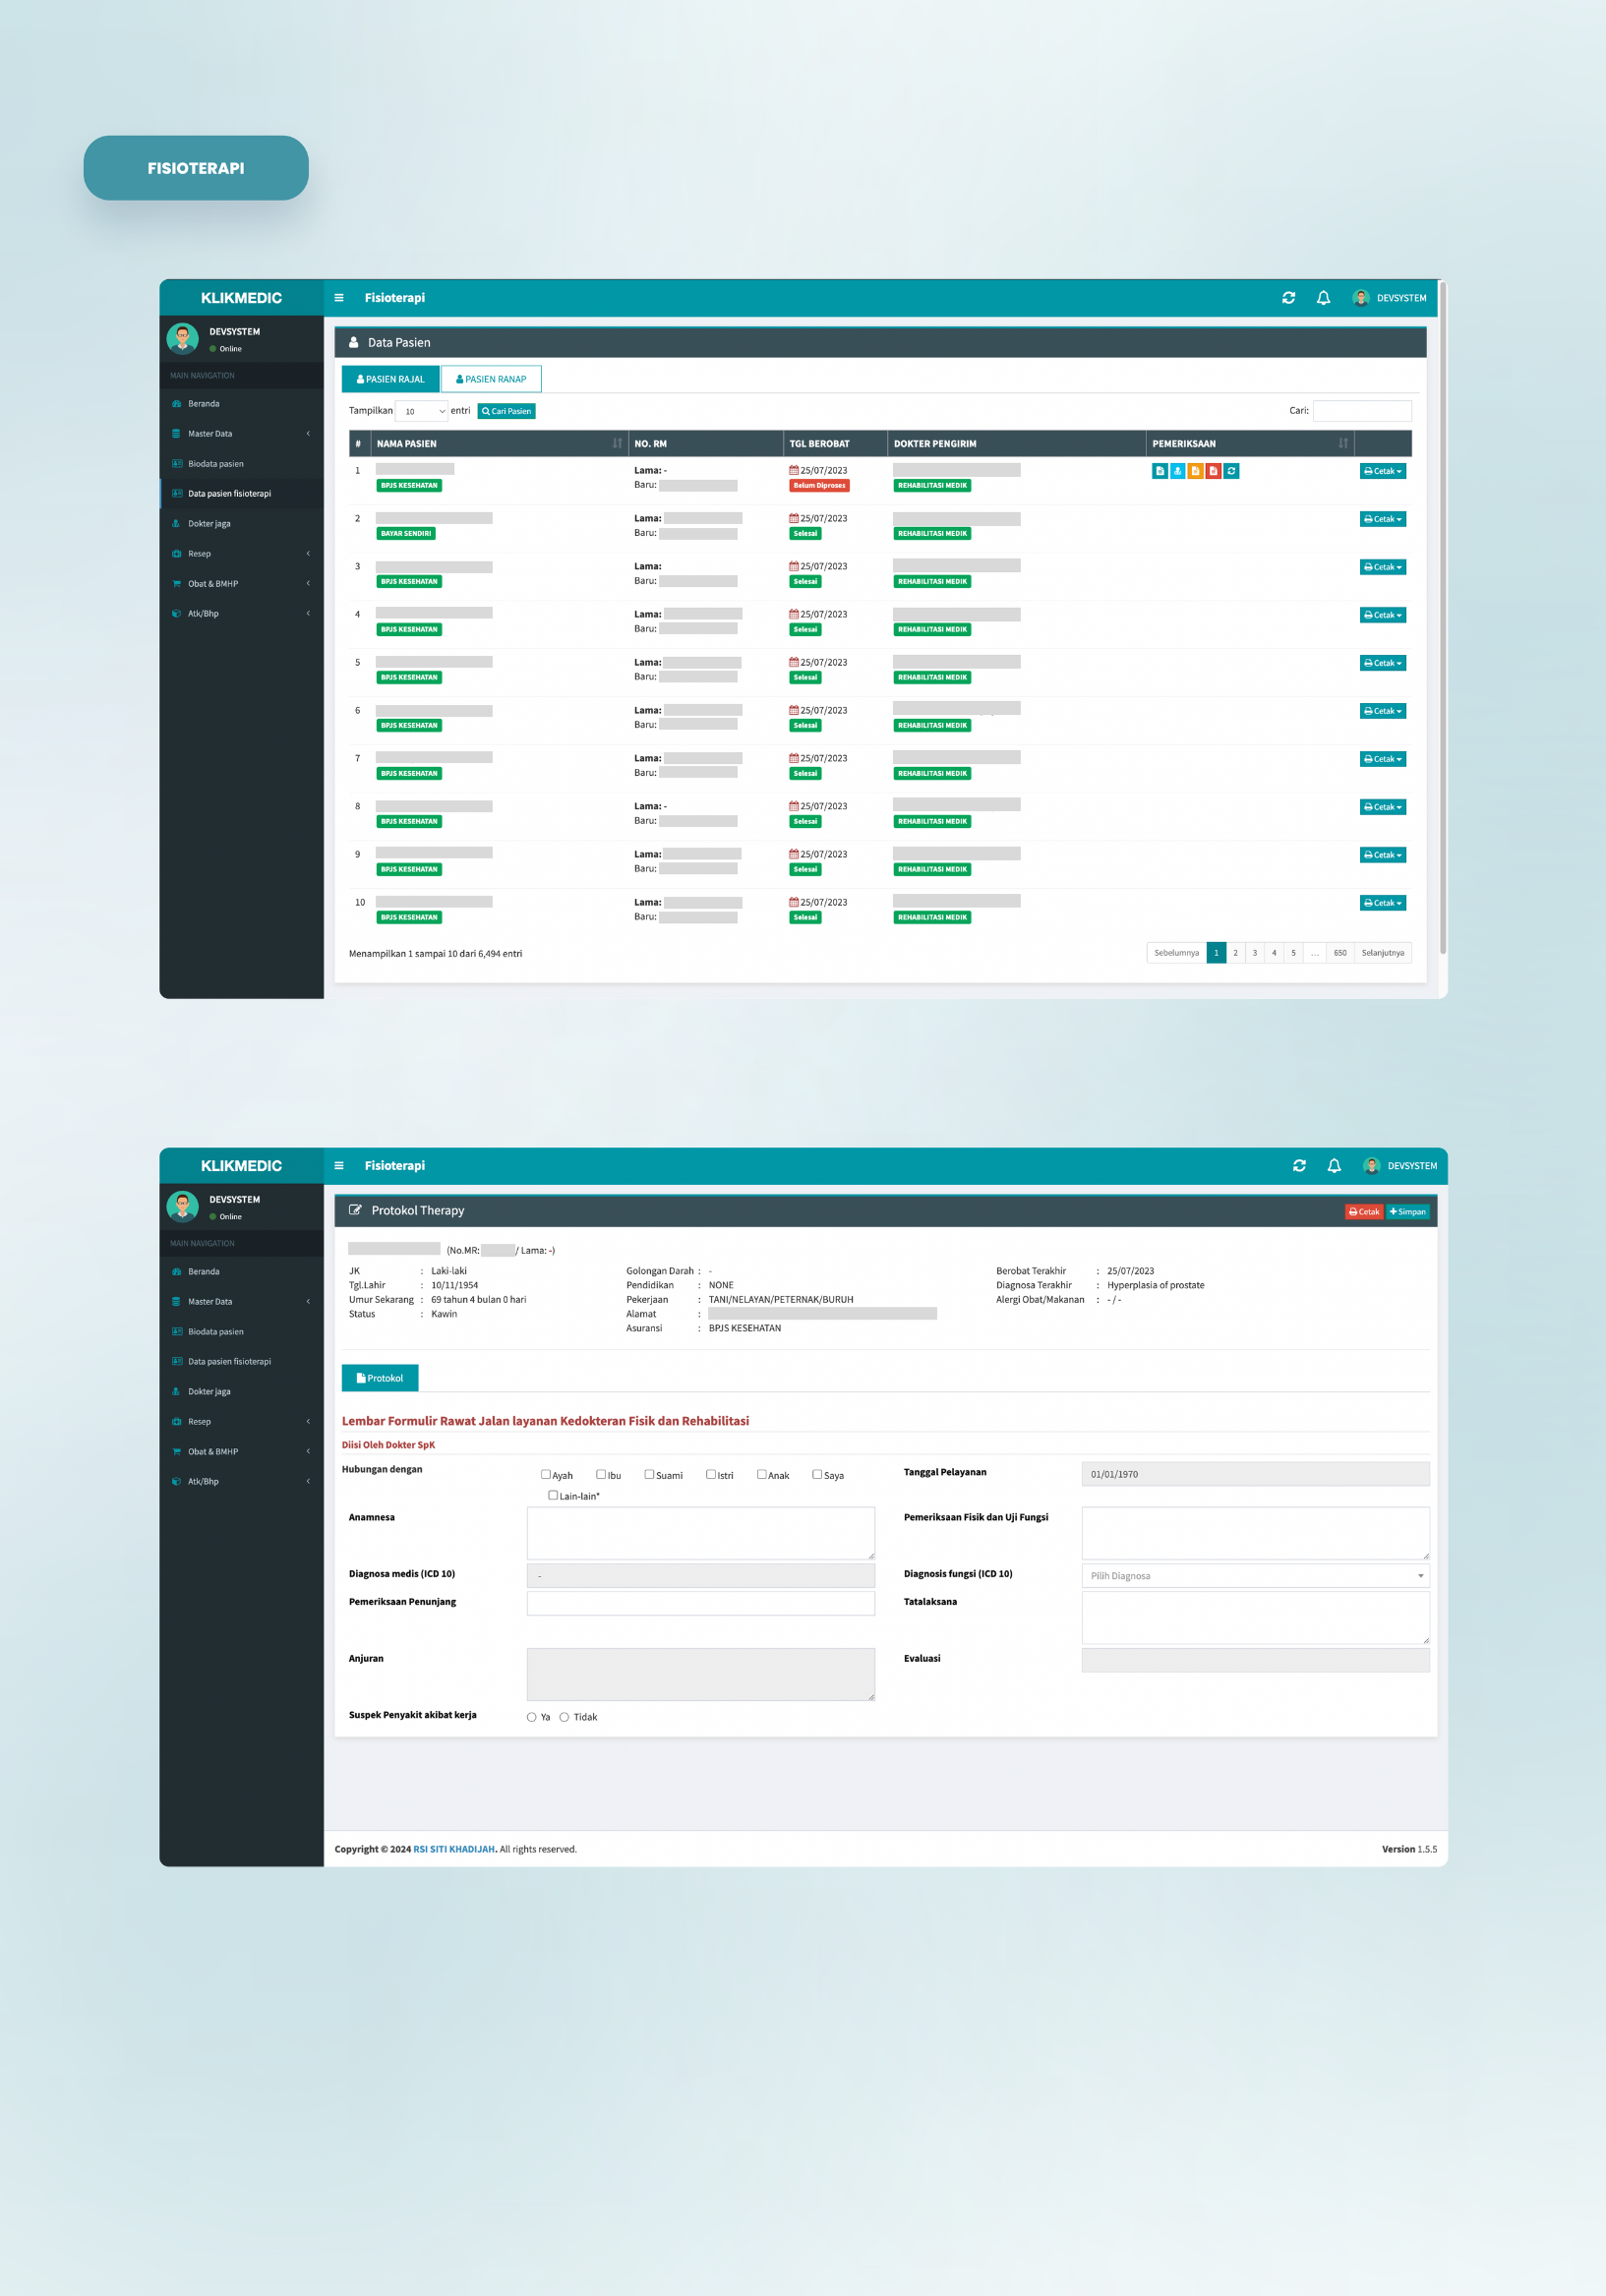 FISIOTERAPI
KLIKMEDIC
Fisioterapi
DEVSYSTEM
DEVSYSTEM
Online
MAIN NAVIGATION
Beranda
Master Data
Biodata pasien
Data pasien fisioterapi
Dokter jaga
Resep
Obat & BMHP
Atk/Bhp
Data Pasien
PASIEN RAJAL PASIEN RANAP
Tampilkan 10 entri Cari Pasien Cari:
# NAMA PASIEN NO. RM TGL BEROBAT DOKTER PENGIRIM PEMERIKSAAN
1 Lama: - 25/07/2023 Cetak
BPJS KESEHATAN Baru: Belum Diproses REHABILITASI MEDIK
2 Lama: 25/07/2023 Cetak
BAYAR SENDIRI Baru: Selesai REHABILITASI MEDIK
3 Lama: 25/07/2023 Cetak
BPJS KESEHATAN Baru: Selesai REHABILITASI MEDIK
4 Lama: 25/07/2023 Cetak
BPJS KESEHATAN Baru: Selesai REHABILITASI MEDIK
5 Lama: 25/07/2023 Cetak
BPJS KESEHATAN Baru: Selesai REHABILITASI MEDIK
6 Lama: 25/07/2023 Cetak
BPJS KESEHATAN Baru: Selesai REHABILITASI MEDIK
7 Lama: 25/07/2023 Cetak
BPJS KESEHATAN Baru: Selesai REHABILITASI MEDIK
8 Lama: - 25/07/2023 Cetak
BPJS KESEHATAN Baru: Selesai REHABILITASI MEDIK
9 Lama: 25/07/2023 Cetak
BPJS KESEHATAN Baru: Selesai REHABILITASI MEDIK
10 Lama: 25/07/2023 Cetak
BPJS KESEHATAN Baru: Selesai REHABILITASI MEDIK
Menampilkan 1 sampai 10 dari 6,494 entri Sebelumnya 1 2 3 4 5 ... 650 Selanjutnya
KLIKMEDIC
Fisioterapi
DEVSYSTEM
DEVSYSTEM
Online
MAIN NAVIGATION
Beranda
Master Data
Biodata pasien
Data pasien fisioterapi
Dokter jaga
Resep
Obat & BMHP
Atk/Bhp
Protokol Therapy Cetak Simpan
(No.MR: / Lama: -)
JK : Laki-laki Golongan Darah : - Berobat Terakhir : 25/07/2023
Tgl.Lahir : 10/11/1954 Pendidikan : NONE Diagnosa Terakhir : Hyperplasia of prostate
Umur Sekarang : 69 tahun 4 bulan 0 hari Pekerjaan : TANI/NELAYAN/PETERNAK/BURUH Alergi Obat/Makanan : - / -
Status : Kawin Alamat :
Asuransi : BPJS KESEHATAN
Protokol
Lembar Formulir Rawat Jalan layanan Kedokteran Fisik dan Rehabilitasi
Diisi Oleh Dokter SpK
Hubungan dengan Ayah Ibu Suami Istri Anak Saya Tanggal Pelayanan 01/01/1970
Lain-lain*
Anamnesa Pemeriksaan Fisik dan Uji Fungsi
Diagnosa medis (ICD 10) - Diagnosis fungsi (ICD 10) Pilih Diagnosa
Pemeriksaan Penunjang Tatalaksana
Anjuran Evaluasi
Suspek Penyakit akibat kerja Ya Tidak
Copyright © 2024 RSI SITI KHADIJAH. All rights reserved. Version 1.5.5